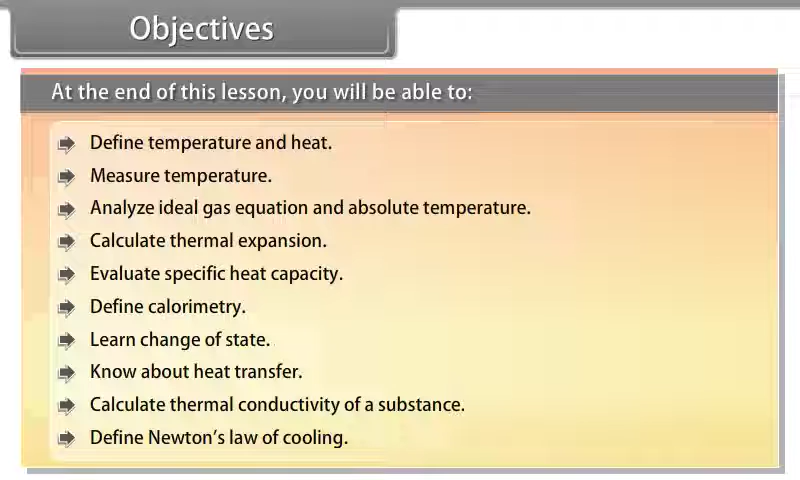 Objectives
At the end of this lesson, you will be able to:
Define temperature and heat.
Measure temperature.
Analyze ideal gas equation and absolute temperature.
Calculate thermal expansion.
Evaluate specific heat capacity.
Define calorimetry.
Learn change of state.
Know about heat transfer.
Calculate thermal conductivity of a substance.
Define Newton's law of cooling.